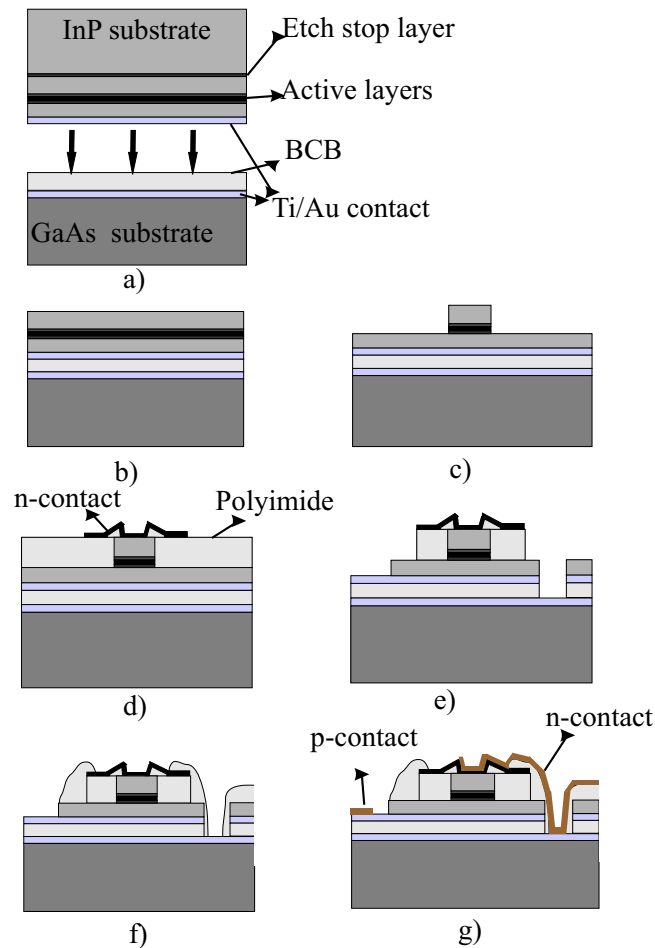 InP substrate
Etch stop layer
Active layers
BCB
Ti/Au contact
GaAs substrate
a)
b)
c)
n-contact
Polyimide
d)
e)
p-contact
n-contact
f)
g)